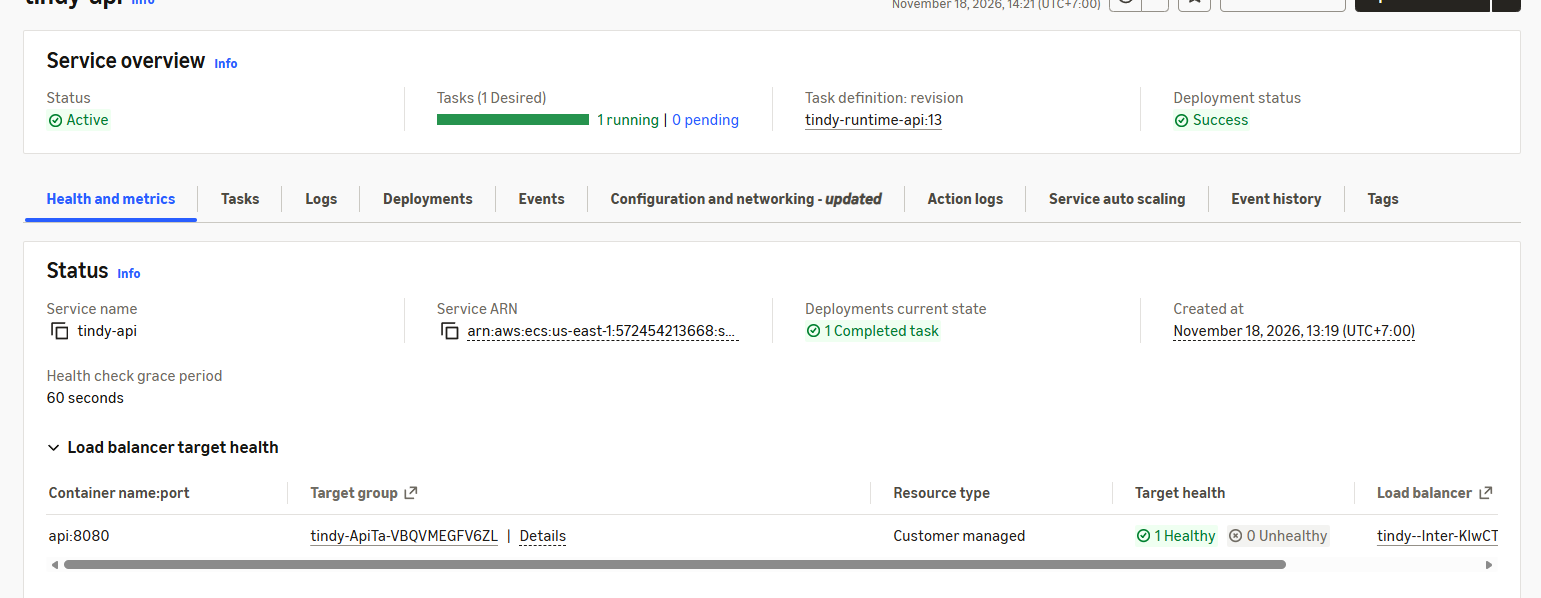 tindy-api Info
November 18, 2026, 14:21 (UTC+7:00)
Service overview Info
Status
Active
Tasks (1 Desired)
1 running | 0 pending
Task definition: revision
tindy-runtime-api:13
Deployment status
Success
Health and metrics
Tasks
Logs
Deployments
Events
Configuration and networking - updated
Action logs
Service auto scaling
Event history
Tags
Status Info
Service name
tindy-api
Service ARN
arn:aws:ecs:us-east-1:572454213668:s...
Deployments current state
1 Completed task
Created at
November 18, 2026, 13:19 (UTC+7:00)
Health check grace period
60 seconds
Load balancer target health
Container name:port
Target group
Resource type
Target health
Load balancer
api:8080
tindy-ApiTa-VBQVMEGFV6ZL | Details
Customer managed
1 Healthy
0 Unhealthy
tindy--Inter-KIwCT